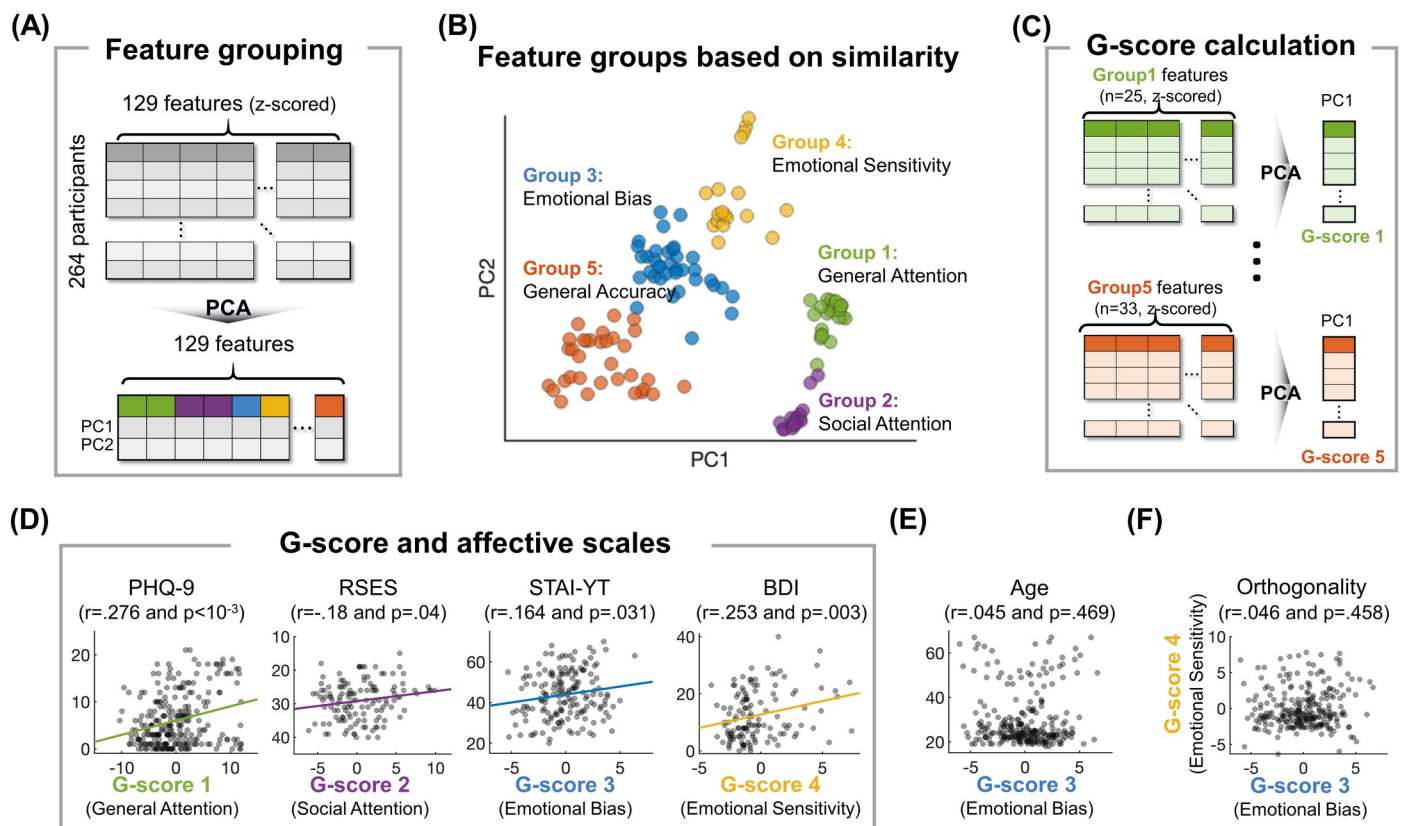 (A)
Feature grouping
129 features (z-scored)
264 participants
PCA
129 features
PC1
PC2
(B)
Feature groups based on similarity
Group 4:
Emotional Sensitivity
Group 3:
Emotional Bias
Group 1:
General Attention
Group 5:
General Accuracy
Group 2:
Social Attention
PC2
PC1
(C)
G-score calculation
Group1 features
(n=25, z-scored)
PC1
PCA
G-score 1
Group5 features
(n=33, z-scored)
PC1
PCA
G-score 5
(D)
G-score and affective scales
PHQ-9
(r=.276 and p<10-3)
20
10
0
-10 0 10
G-score 1
(General Attention)
RSES
(r=-.18 and p=.04)
10
20
30
40
-5 0 5 10
G-score 2
(Social Attention)
STAI-YT
(r=.164 and p=.031)
60
40
20
-5 0 5
G-score 3
(Emotional Bias)
BDI
(r=.253 and p=.003)
40
20
0
-5 0 5
G-score 4
(Emotional Sensitivity)
(E)
Age
(r=.045 and p=.469)
60
40
20
-5 0 5
G-score 3
(Emotional Bias)
(F)
Orthogonality
(r=.046 and p=.458)
G-score 4
(Emotional Sensitivity)
10
5
0
-5
-5 0 5
G-score 3
(Emotional Bias)